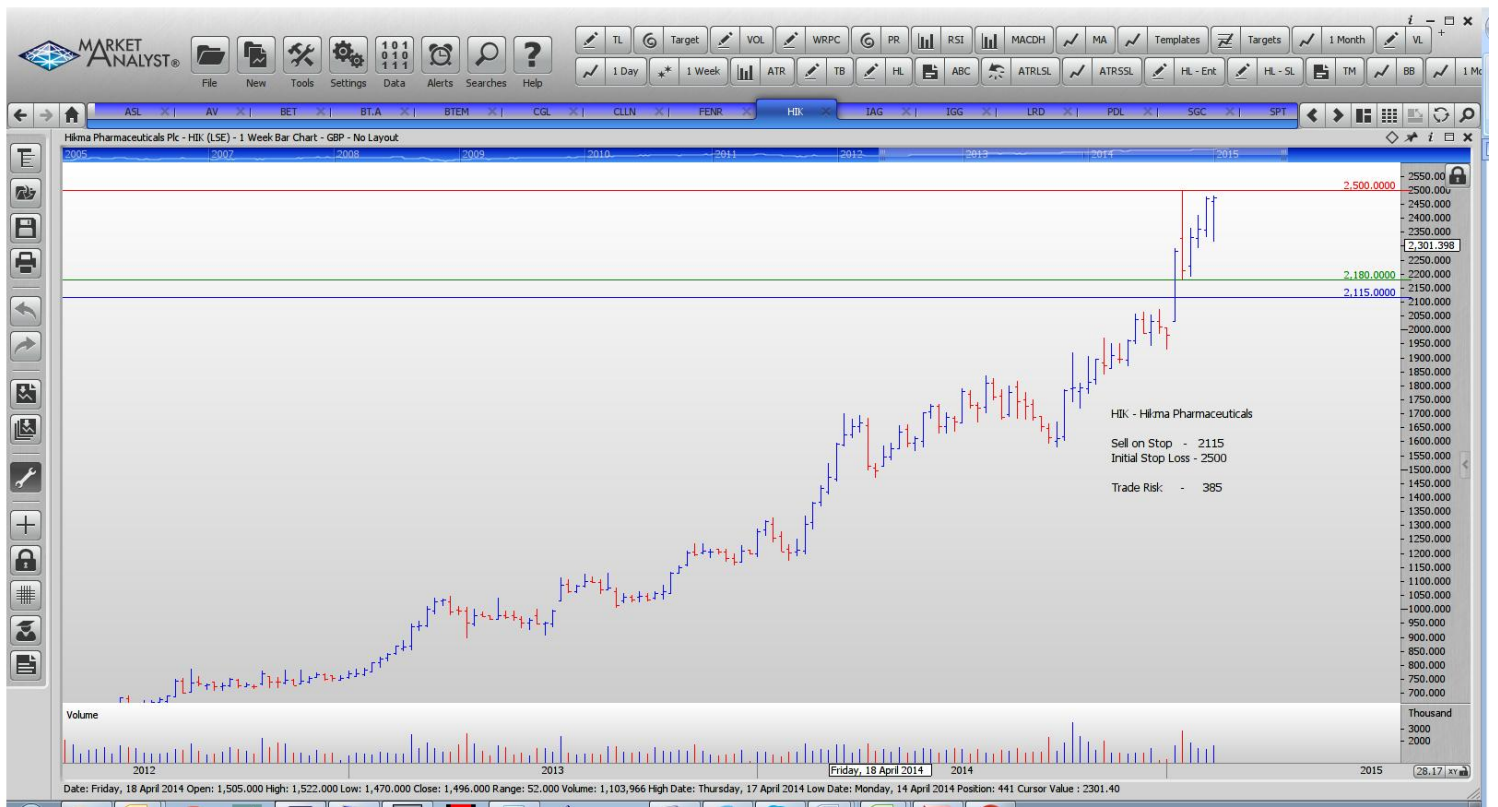 MARKET
ANALYST®
File New Tools Settings Data Alerts Searches Help
TL Target VOL WRPC PR RSI MACDH MA Templates Targets 1 Month VL
1 Day 1 Week ATR TB HL ABC ATRLSL ATRSSL HL - Ent HL - SL TM BB
ASL AV BET BT.A BTEM CGL CLLN FENR HIK IAG IGG LRD PDL SGC SPT
Hikma Pharmaceuticals Plc - HIK (LSE) - 1 Week Bar Chart - GBP - No Layout
2005 2007 2008 2009 2010 2011 2012 2013 2014 2015
2550.00
2,500.0000
2500.000
2450.000
2400.000
2350.000
2,301.398
2250.000
2,180.0000
2200.000
2150.000
2,115.0000
2100.000
2050.000
2000.000
1950.000
1900.000
1850.000
1800.000
1750.000
1700.000
1650.000
1600.000
1550.000
1500.000
1450.000
1400.000
1350.000
1300.000
1250.000
1200.000
1150.000
1100.000
1050.000
1000.000
950.000
900.000
850.000
800.000
750.000
700.000
HIK - Hikma Pharmaceuticals
Sell on Stop - 2115
Initial Stop Loss - 2500
Trade Risk - 385
Volume
Thousand
3000
2000
2012 2013 Friday, 18 April 2014 2014 2015 28.17 XY
Date: Friday, 18 April 2014 Open: 1,505.000 High: 1,522.000 Low: 1,470.000 Close: 1,496.000 Range: 52.000 Volume: 1,103,966 High Date: Thursday, 17 April 2014 Low Date: Monday, 14 April 2014 Position: 441 Cursor Value : 2301.40